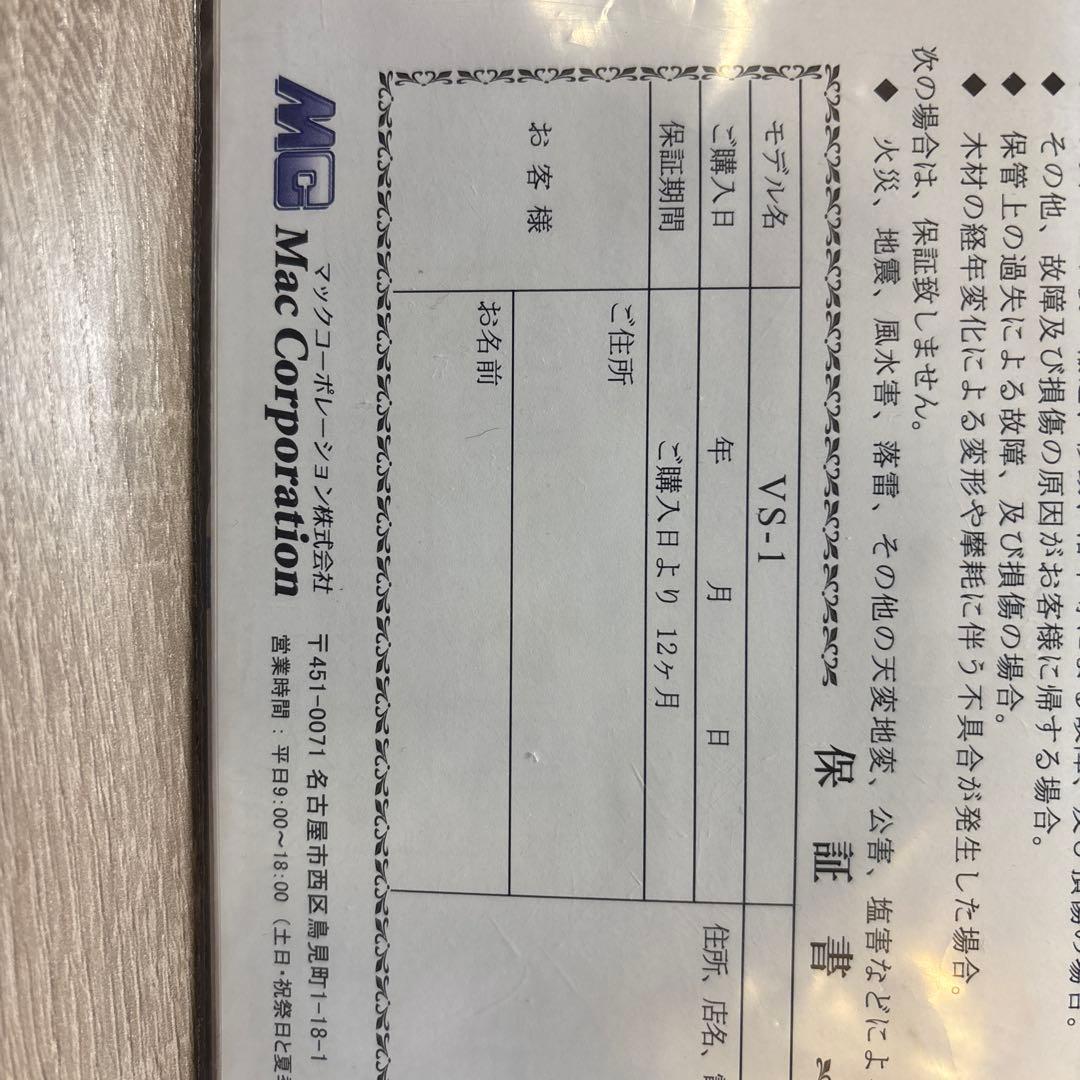 ◆ その他、故障及び損傷の原因がお客様に帰する場合。
◆ 保管上の過失による故障、及び損傷の場合。
◆ 木材の経年変化による変形や摩耗に伴う不具合が発生した場合。
次の場合は、保証致しません。
◆ 火災、地震、風水害、落雷、その他の天変地変、公害、塩害などによ
保証書
モデル名 VS-1
ご購入日 年 月 日
保証期間 ご購入日より 12ヶ月
お客様
ご住所
お名前
住所、店名、
MC
マックコーポレーション株式会社
Mac Corporation
〒451-0071 名古屋市西区鳥見町1-18-1
営業時間：平日9:00〜18:00（土日・祝祭日と夏